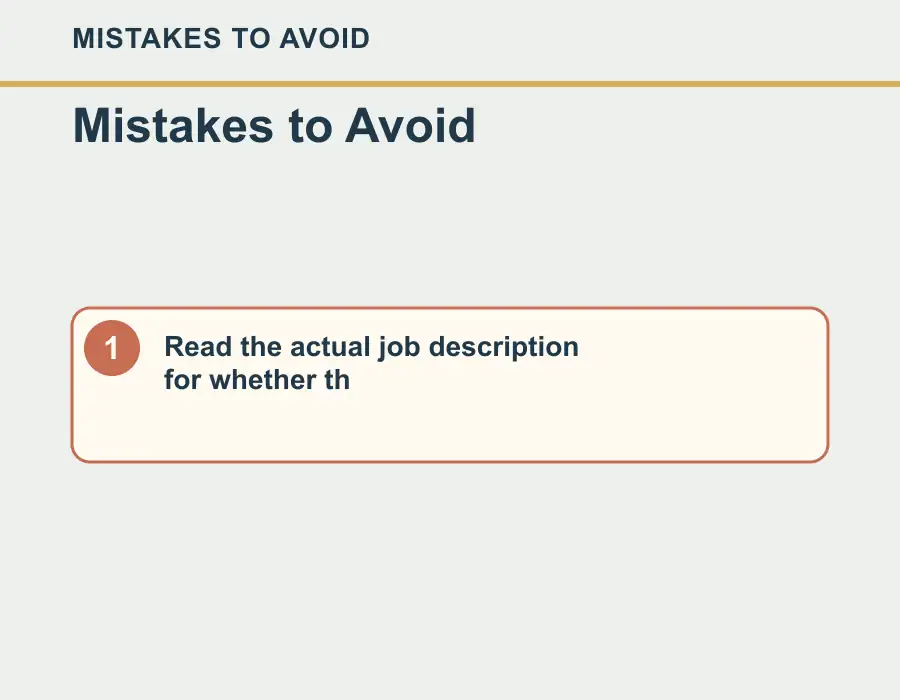 MISTAKES TO AVOID
Mistakes to Avoid
1
Read the actual job description
for whether th